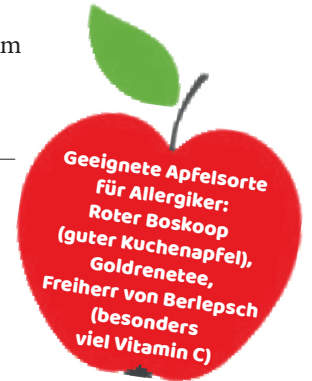 m
Geeignete Apfelsorte
für Allergiker:
Roter Boskoop
(guter Kuchenapfel),
Goldrenetee,
Freiherr von Berlepsch
(besonders
viel Vitamin C)